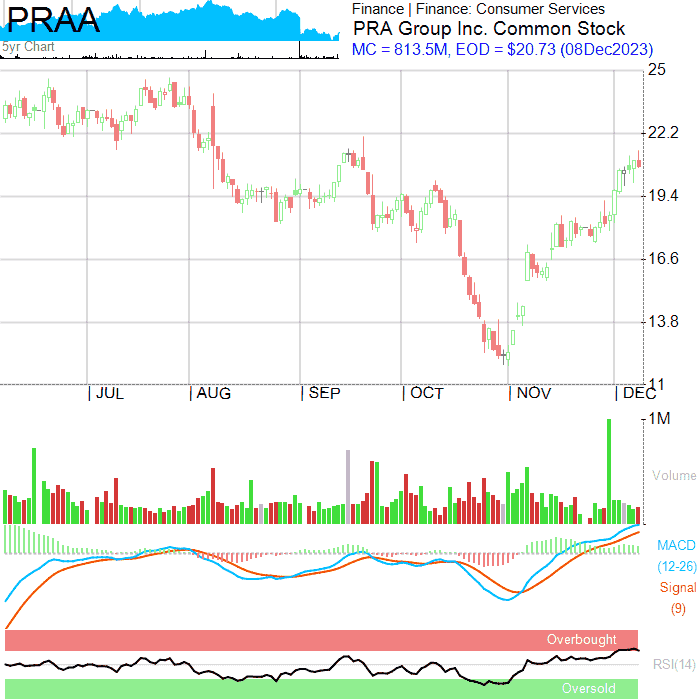 PRAA
5yr Chart
Finance | Finance: Consumer Services
PRA Group Inc. Common Stock
MC = 813.5M, EOD = $20.73 (08Dec2023)
25
22.2
19.4
16.6
13.8
11
| JUL
| AUG
| SEP
| OCT
| NOV
| DEC
1M
Volume
MACD
(12-26)
Signal
(9)
Overbought
RSI(14)
Oversold